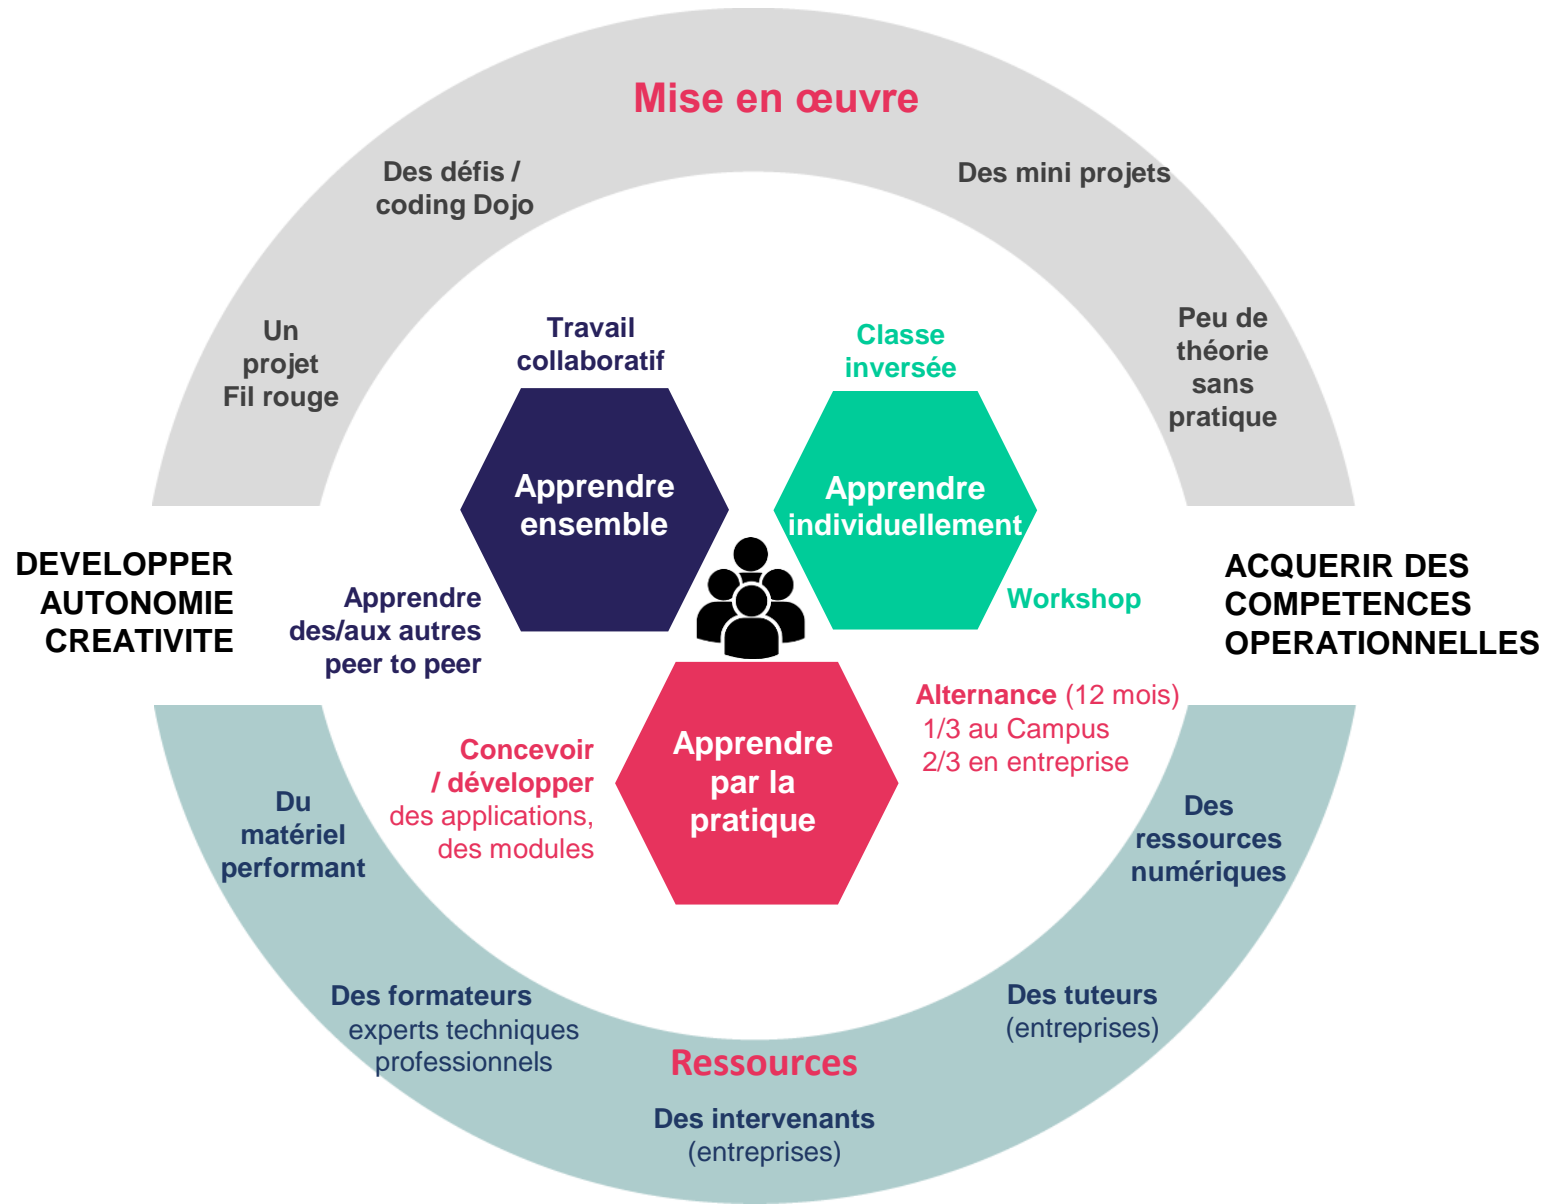 Mise en œuvre
Des défis /
coding Dojo
Des mini projets
Un
projet
Fil rouge
Peu de
théorie
sans
pratique
Travail
collaboratif
Classe
inversée
Apprendre
ensemble
Apprendre
individuellement
DEVELOPPER
AUTONOMIE
CREATIVITE
ACQUERIR DES
COMPETENCES
OPERATIONNELLES
Apprendre
des/aux autres
peer to peer
Workshop
Concevoir
/ développer
des applications,
des modules
Apprendre
par la
pratique
Alternance (12 mois)
1/3 au Campus
2/3 en entreprise
Du
matériel
performant
Des
ressources
numériques
Des formateurs
experts techniques
professionnels
Des tuteurs
(entreprises)
Ressources
Des intervenants
(entreprises)